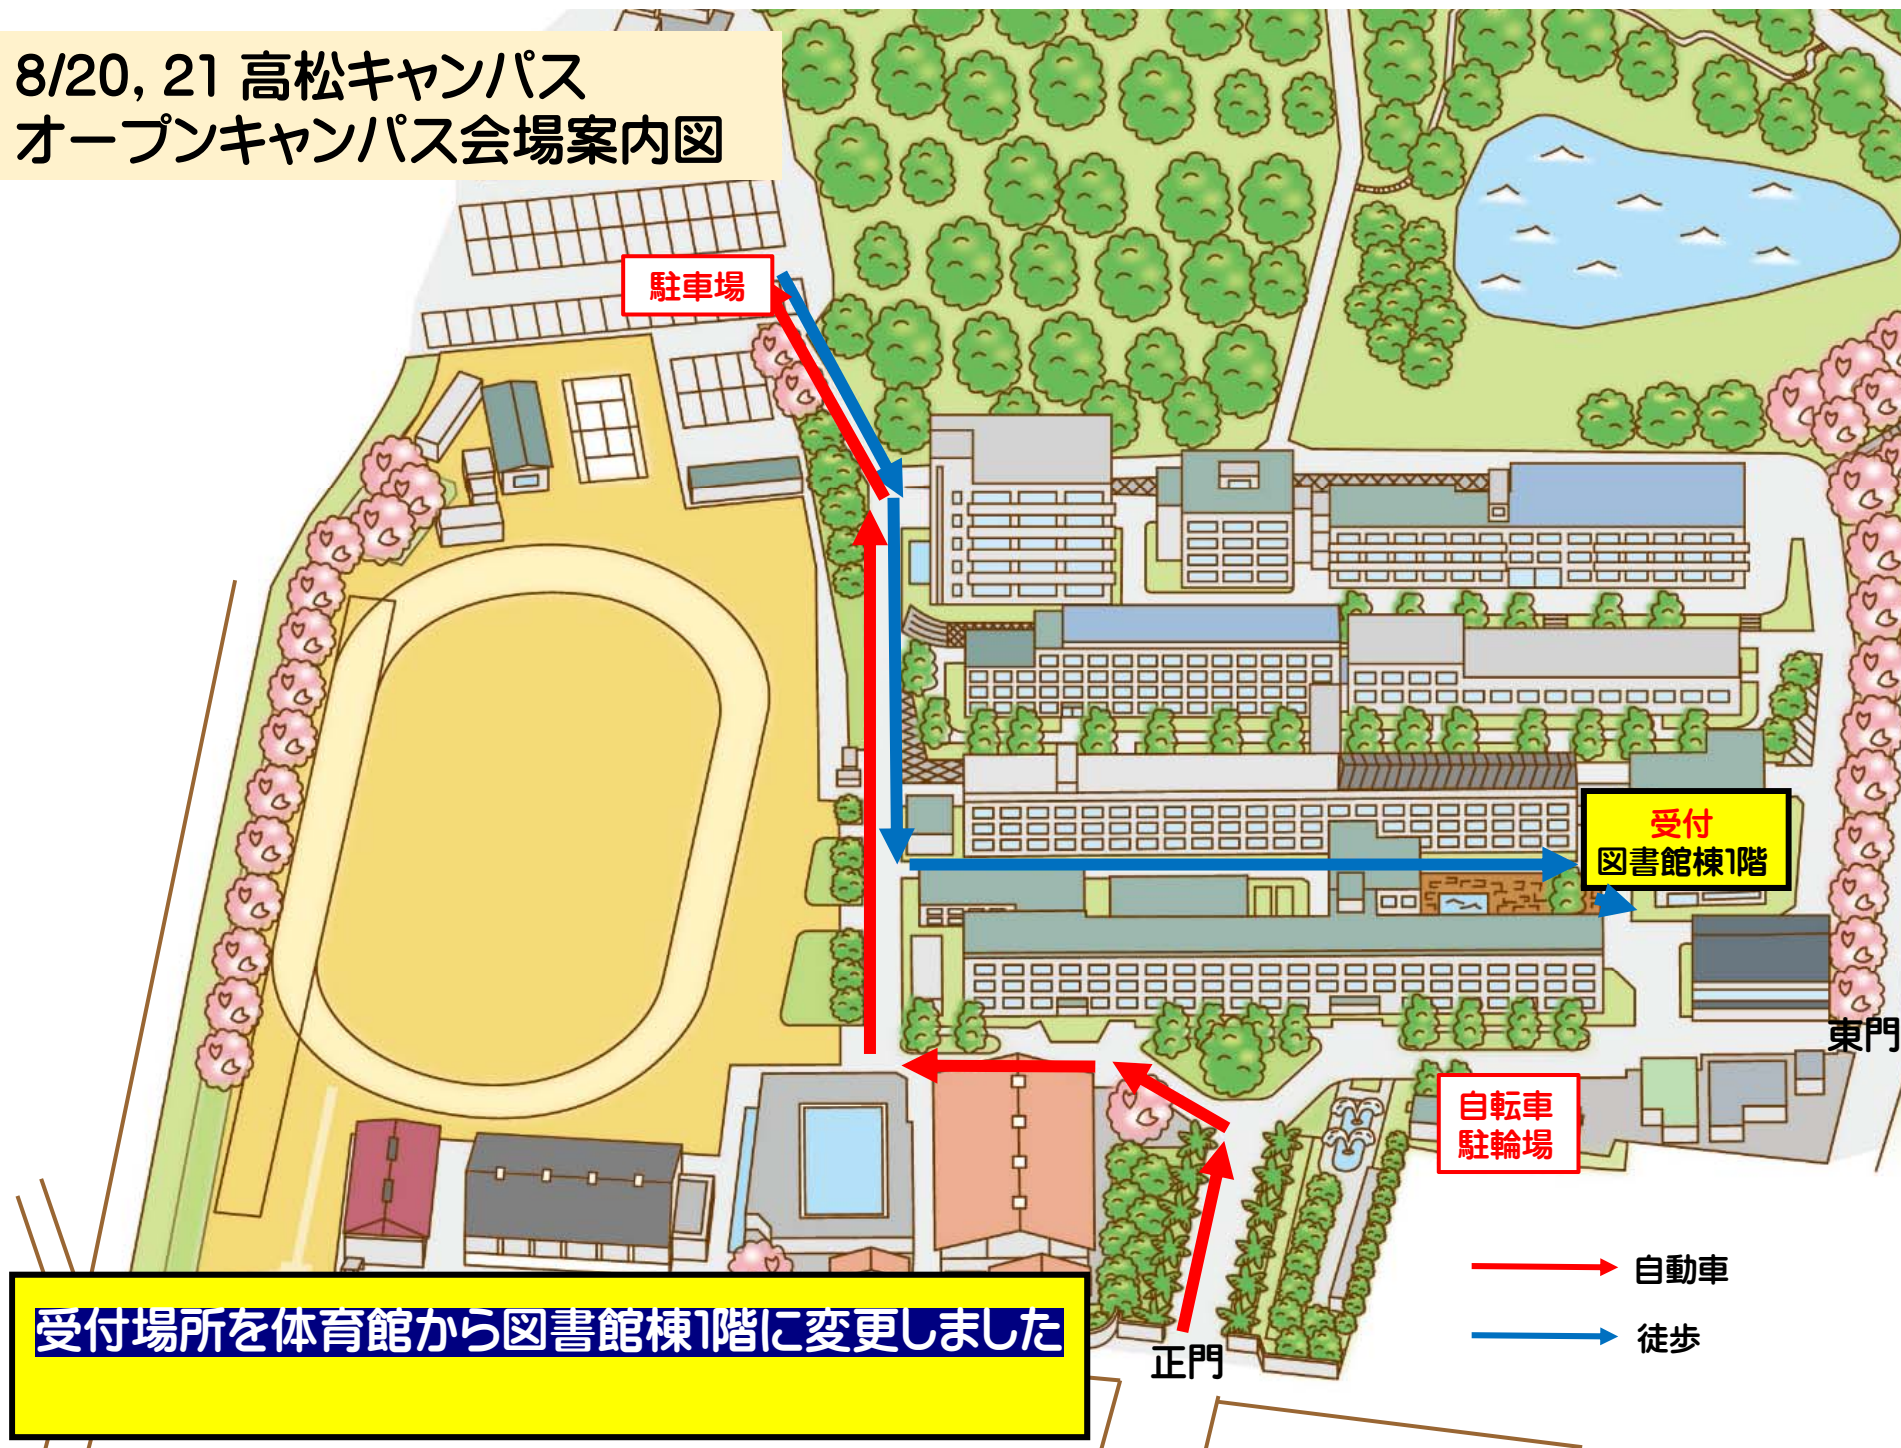 8/20, 21 高松キャンパス
オープンキャンパス会場案内図
駐車場
受付
図書館棟1階
東門
自転車
駐輪場
自動車
徒歩
正門
受付場所を体育館から図書館棟1階に変更しました